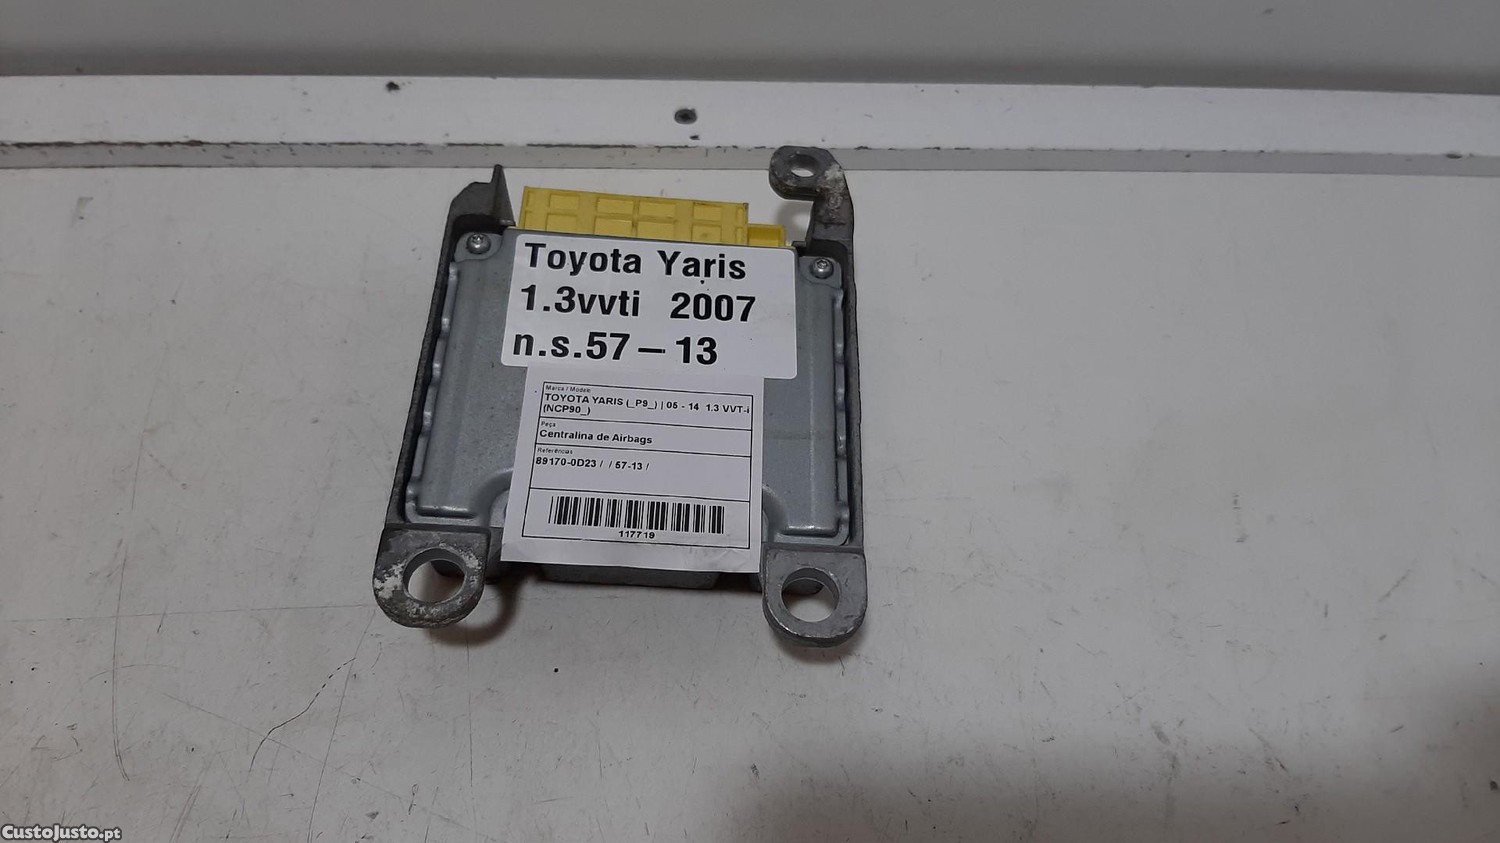 Toyota Yaris
1.3vvti 2007
n.s.57 – 13
Marca / Modelo
TOYOTA YARIS (_P9_) | 05 - 14 1.3 VVT-i
(NCP90_)
Peça
Centralina de Airbags
Referências
89170-0D23 / / 57-13 /
117719
CustoJusto.pt